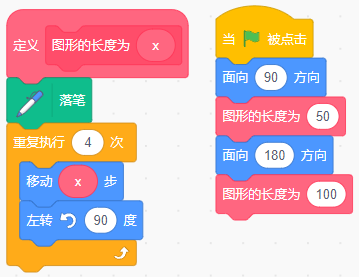 定义 图形的长度为 x
落笔
重复执行 4 次
移动 x 步
左转 90 度
当 被点击
面向 90 方向
图形的长度为 50
面向 180 方向
图形的长度为 100